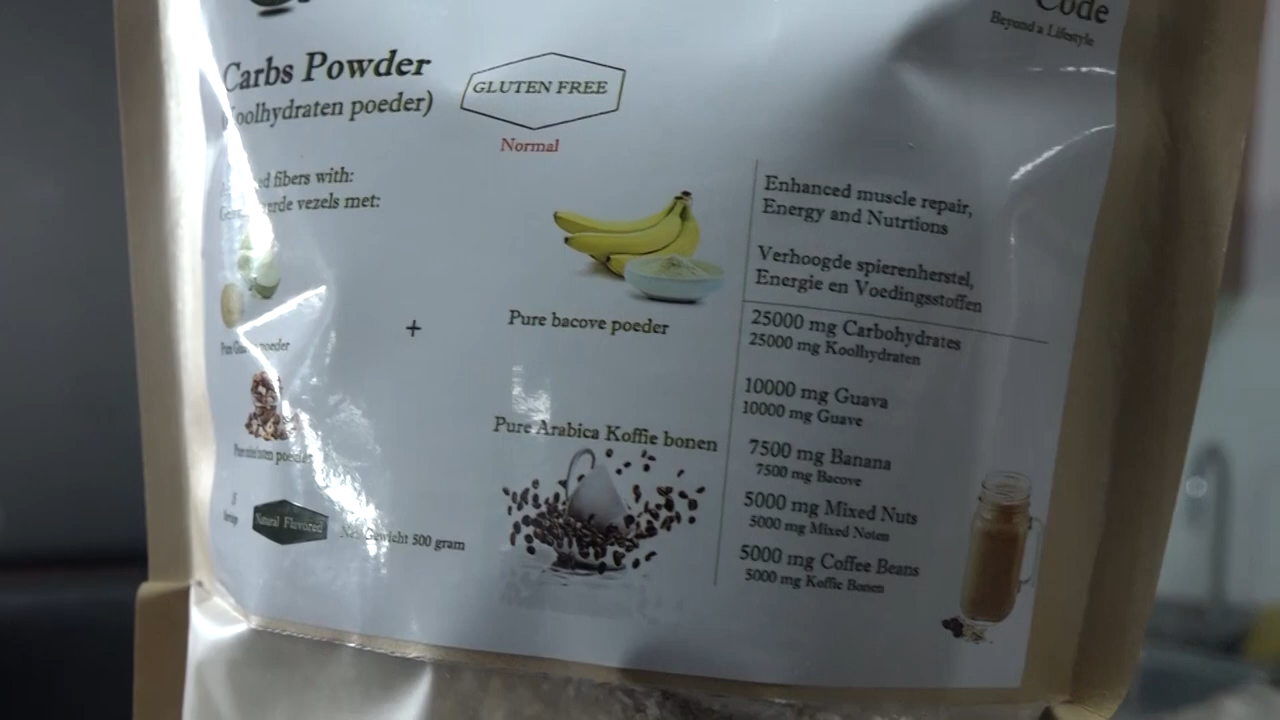 Code
Beyond a Lifestyle
Carbs Powder
(Koolhydraten poeder)
GLUTEN FREE
Normal
fibers with:
vezels met:
Pure poeder
Pure bacove poeder
poeder
Pure Arabica Koffie bonen
Natural Flavored
Net Gewicht 500 gram
Enhanced muscle repair,
Energy and Nutrtions
Verhoogde spierenherstel,
Energie en Voedingsstoffen
25000 mg Carbohydrates
25000 mg Koolhydraten
10000 mg Guava
10000 mg Guave
7500 mg Banana
7500 mg Bacove
5000 mg Mixed Nuts
5000 mg Mixed Noten
5000 mg Coffee Beans
5000 mg Koffie Bonen